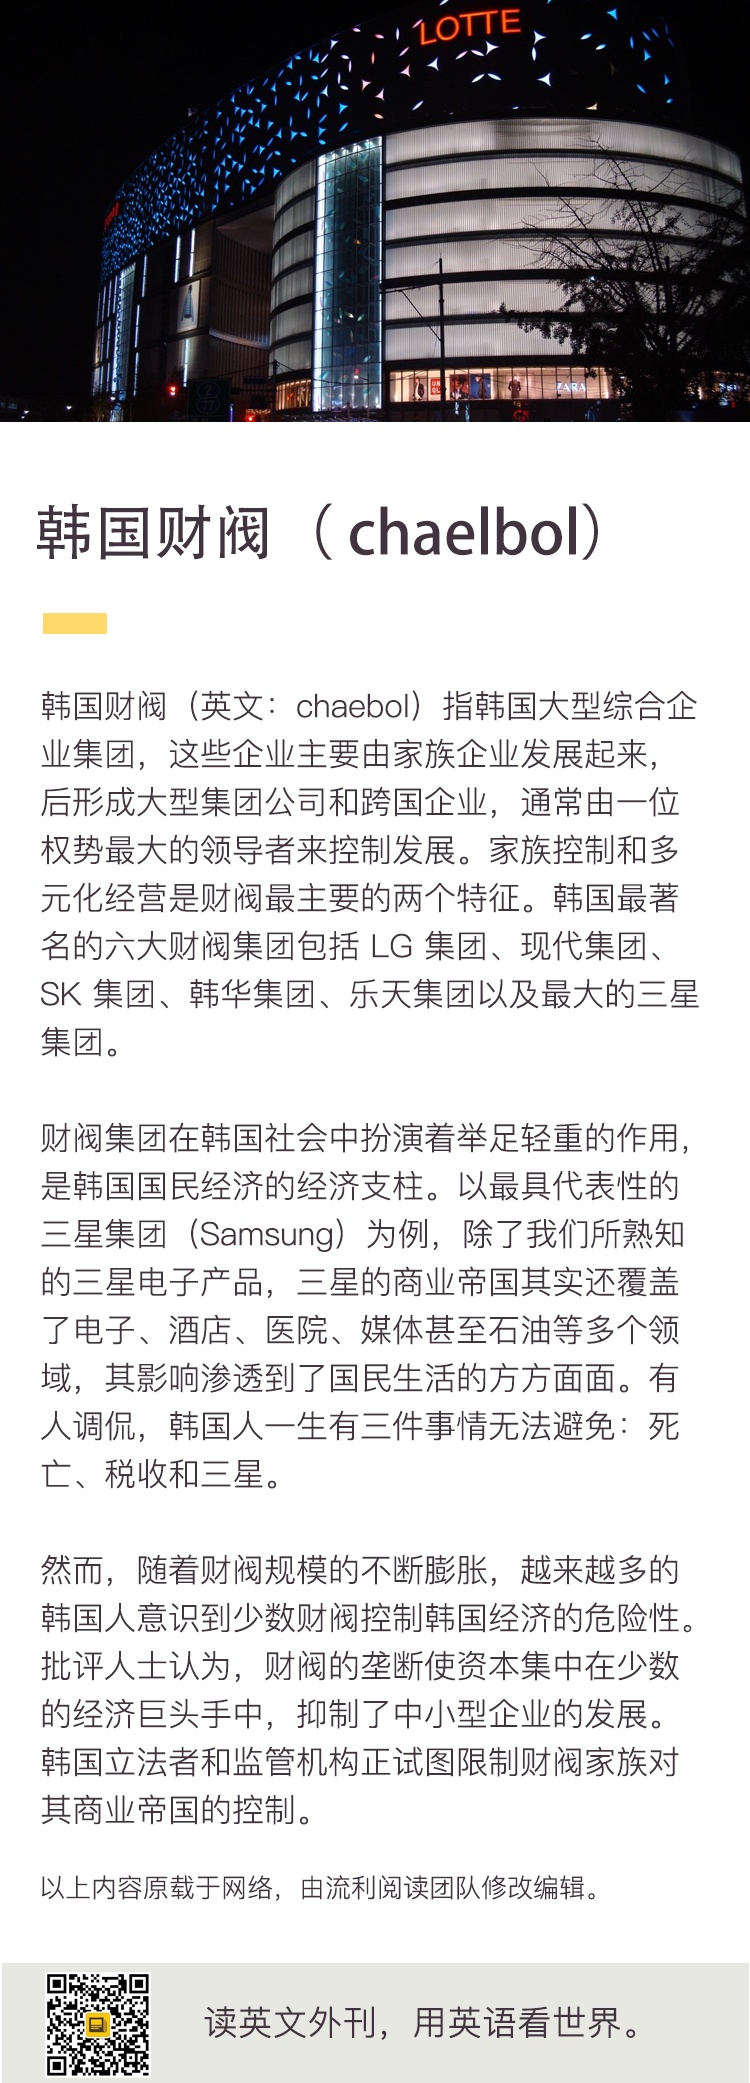 LOTTE
ZARA
韩国财阀（chaelbol）
韩国财阀（英文：chaebol）指韩国大型综合企
业集团，这些企业主要由家族企业发展起来，
后形成大型集团公司和跨国企业，通常由一位
权势最大的领导者来控制发展。家族控制和多
元化经营是财阀最主要的两个特征。韩国最著
名的六大财阀集团包括 LG 集团、现代集团、
SK 集团、韩华集团、乐天集团以及最大的三星
集团。
财阀集团在韩国社会中扮演着举足轻重的作用，
是韩国国民经济的经济支柱。以最具代表性的
三星集团（Samsung）为例，除了我们所熟知
的三星电子产品，三星的商业帝国其实还覆盖
了电子、酒店、医院、媒体甚至石油等多个领
域，其影响渗透到了国民生活的方方面面。有
人调侃，韩国人一生有三件事情无法避免：死
亡、税收和三星。
然而，随着财阀规模的不断膨胀，越来越多的
韩国人意识到少数财阀控制韩国经济的危险性。
批评人士认为，财阀的垄断使资本集中在少数
的经济巨头手中，抑制了中小型企业的发展。
韩国立法者和监管机构正试图限制财阀家族对
其商业帝国的控制。
以上内容原载于网络，由流利阅读团队修改编辑。
读英文外刊，用英语看世界。